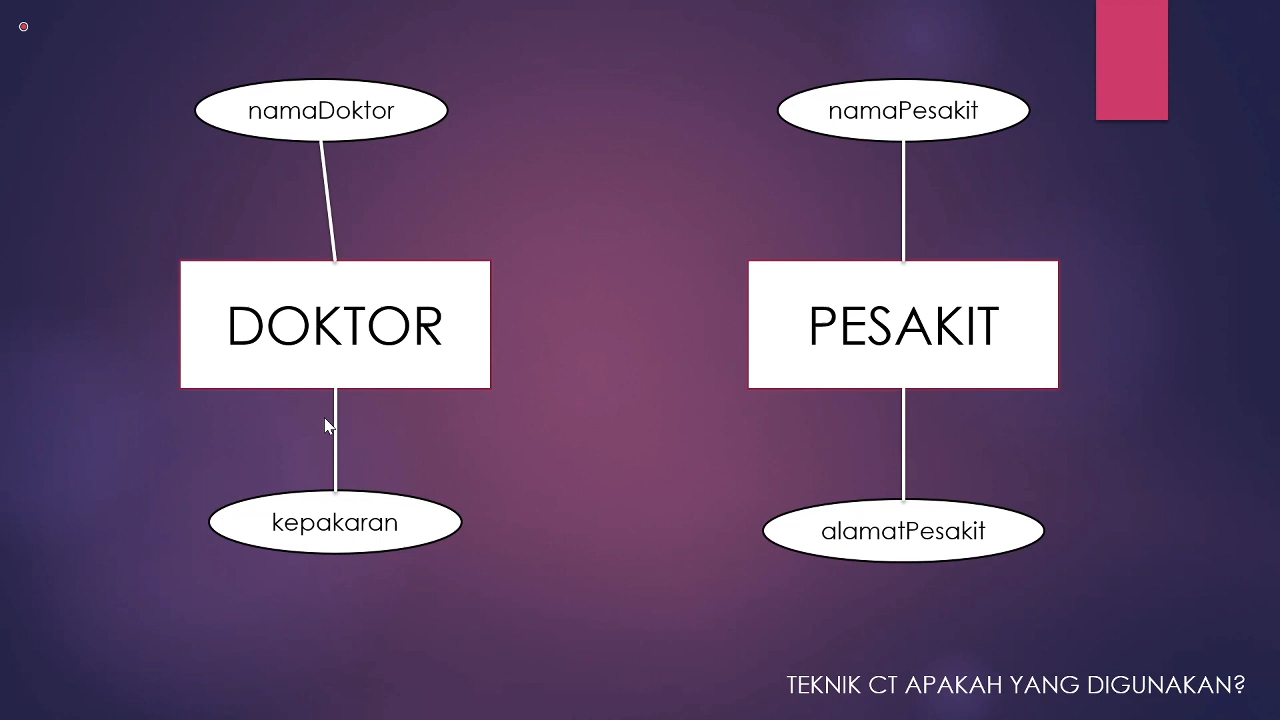 namaDoktor
namaPesakit
DOKTOR
PESAKIT
kepakaran
alamatPesakit
TEKNIK CT APAKAH YANG DIGUNAKAN?